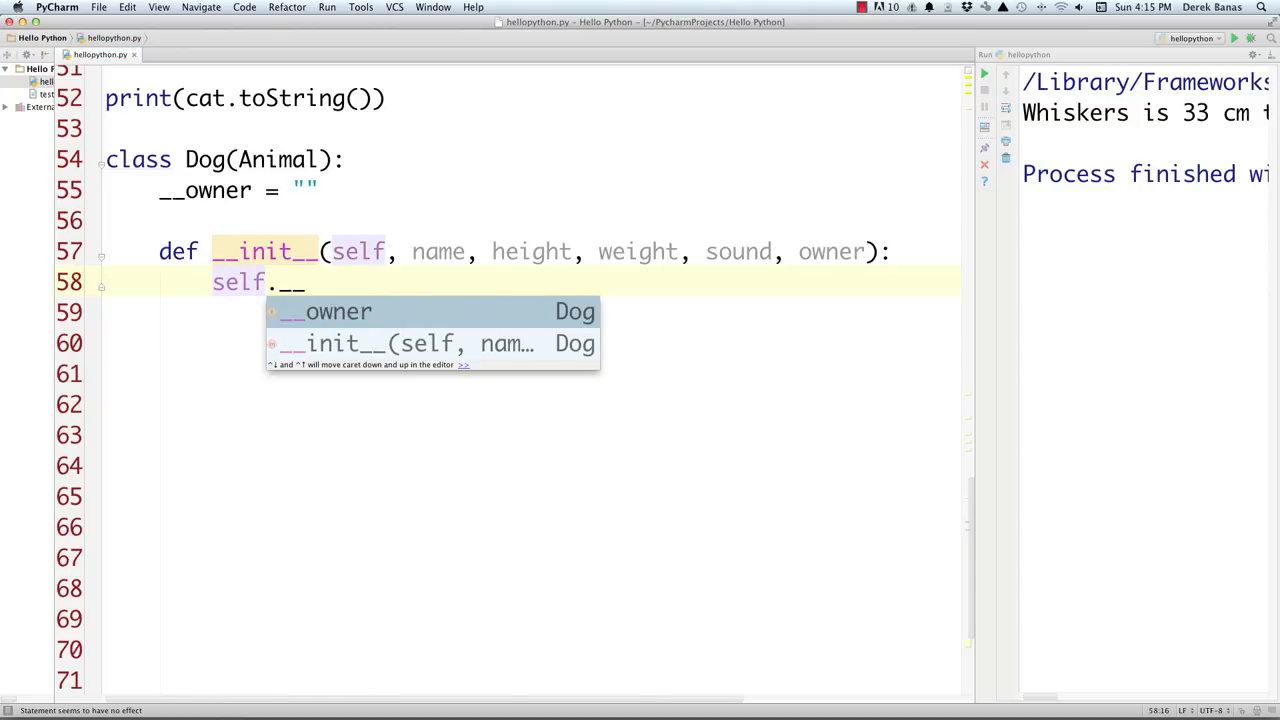 PyCharm File Edit View Navigate Code Refactor Run Tools VCS Window Help 10 Sun 4:15 PM Derek Banas
hellopython.py - Hello Python - [~/PycharmProjects/Hello Python]
Hello Python hellopython.py hellopython
hellopython.py × Run hellopython
51
52 print(cat.toString())
53
54 class Dog(Animal):
55 __owner = ""
56
57 def __init__(self, name, height, weight, sound, owner):
58 self.__
59
60
61
62
63
64
65
66
67
68
69
70
71
__owner Dog
__init__(self, nam… Dog
^↓ and ^↑ will move caret down and up in the editor >>
Hello P
hell
test
Externa
/Library/Frameworks
Whiskers is 33 cm t
Process finished wi
Statement seems to have no effect 58:16 LF UTF-8